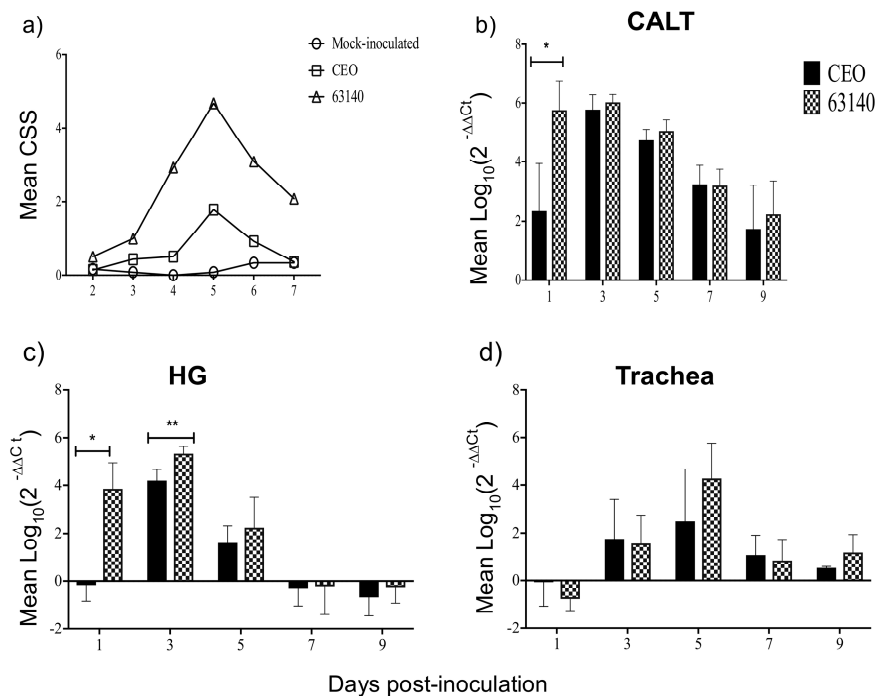 a)
Mock-inoculated
CEO
63140
Mean CSS
6
4
2
0
2 3 4 5 6 7
b)
CALT
*
CEO
63140
Mean Log10(2 -ΔΔCt)
8
6
4
2
0
1 3 5 7 9
c)
HG
* **
Mean Log10(2 -ΔΔC t)
8
6
4
2
0
-2
1 3 5 7 9
d)
Trachea
Mean Log10(2 -ΔΔCt)
8
6
4
2
0
-2
1 3 5 7 9
Days post-inoculation